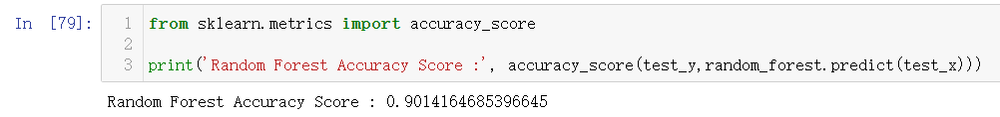 In [79]:
1 from sklearn.metrics import accuracy_score
2
3 print('Random Forest Accuracy Score :', accuracy_score(test_y,random_forest.predict(test_x)))
Random Forest Accuracy Score : 0.9014164685396645